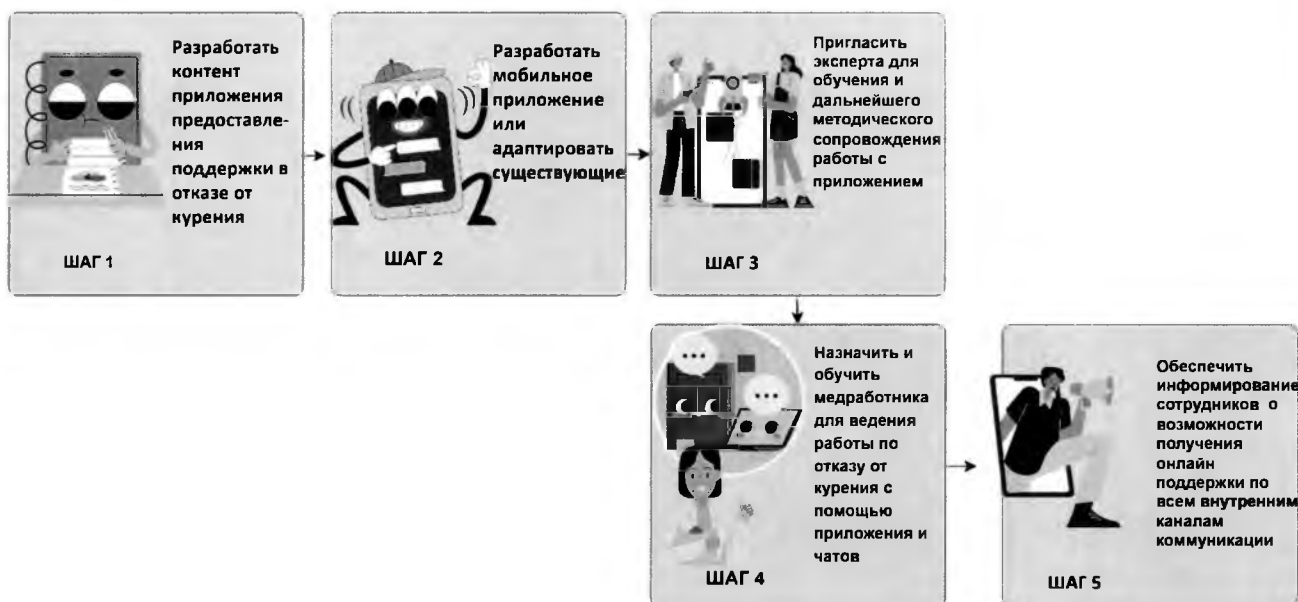 Разработать
контент
приложения
предоставле-
ния
поддержки в
отказе от
курения
ШАГ 1
Разработать
мобильное
приложение
или
адаптировать
существующие
ШАГ 2
Пригласить
эксперта для
обучения и
дальнейшего
методического
сопровождения
работы с
приложением
ШАГ 3
Назначить и
обучить
медработника
для ведения
работы по
отказу от
курения с
помощью
приложения и
чатов
ШАГ 4
Обеспечить
информирование
сотрудников о
возможности
получения
онлайн
поддержки по
всем внутренним
каналам
коммуникации
ШАГ 5